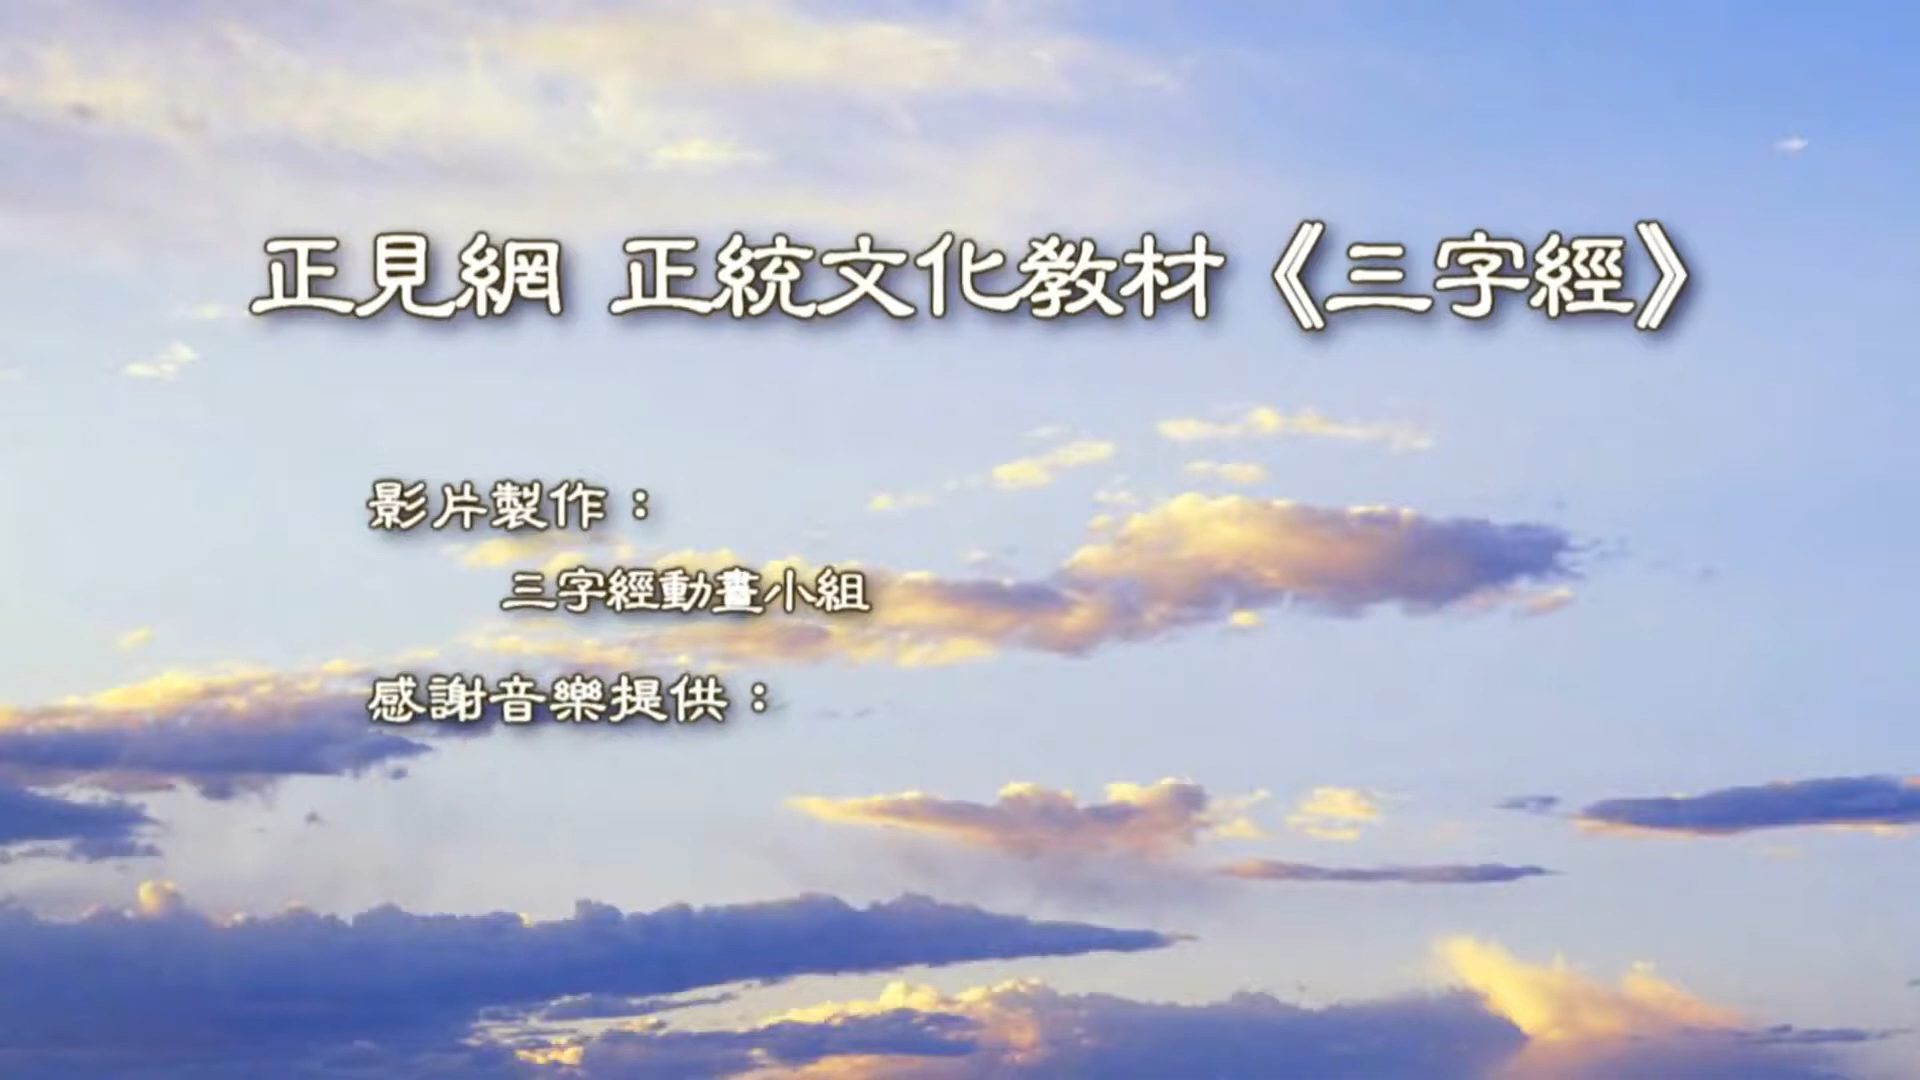 正見網 正統文化教材《三字經》
影片製作：
三字經動畫小組
感謝音樂提供：